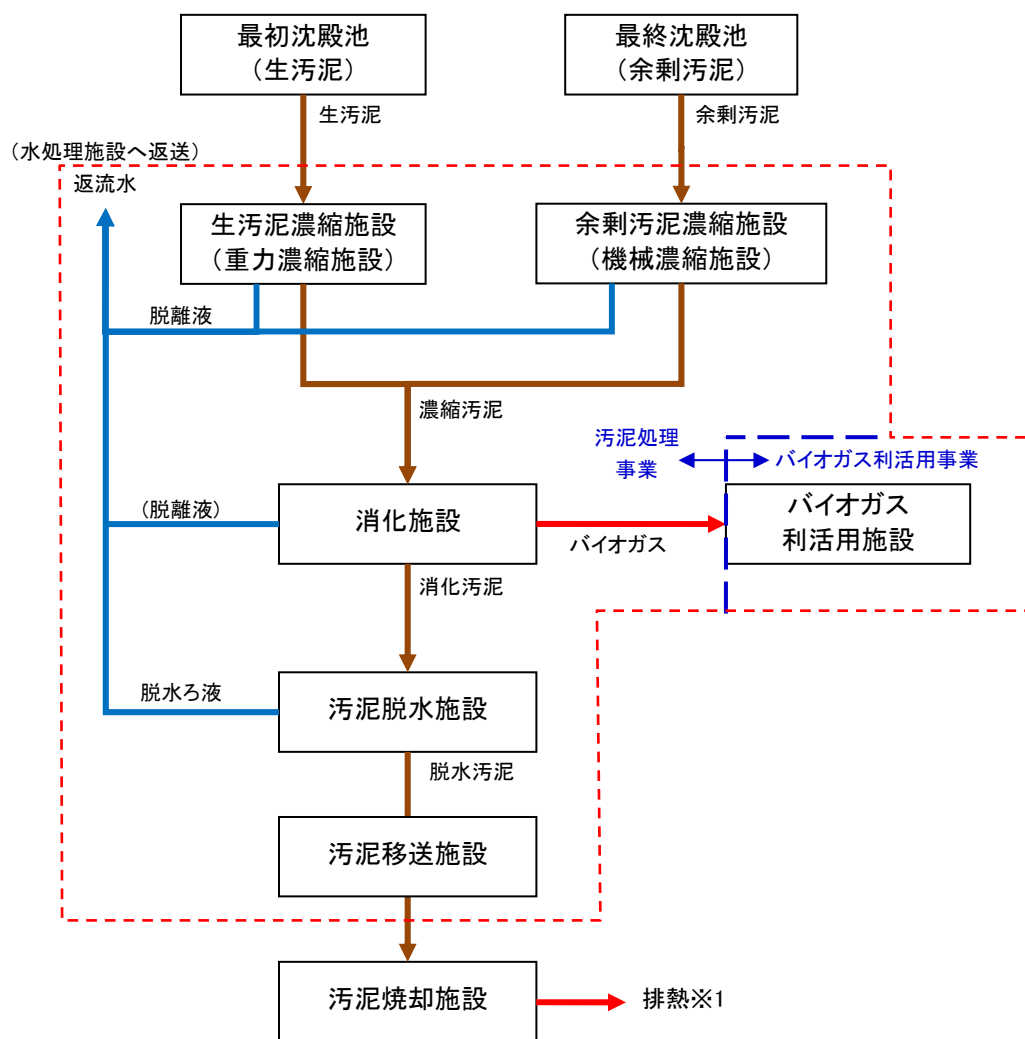 最初沈殿池
（生汚泥）
最終沈殿池
（余剰汚泥）
生汚泥
余剰汚泥
（水処理施設へ返送）
返流水
生汚泥濃縮施設
（重力濃縮施設）
余剰汚泥濃縮施設
（機械濃縮施設）
脱離液
濃縮汚泥
汚泥処理
事業
バイオガス利活用事業
（脱離液）
消化施設
バイオガス
バイオガス
利活用施設
消化汚泥
脱水ろ液
汚泥脱水施設
脱水汚泥
汚泥移送施設
汚泥焼却施設
排熱※1